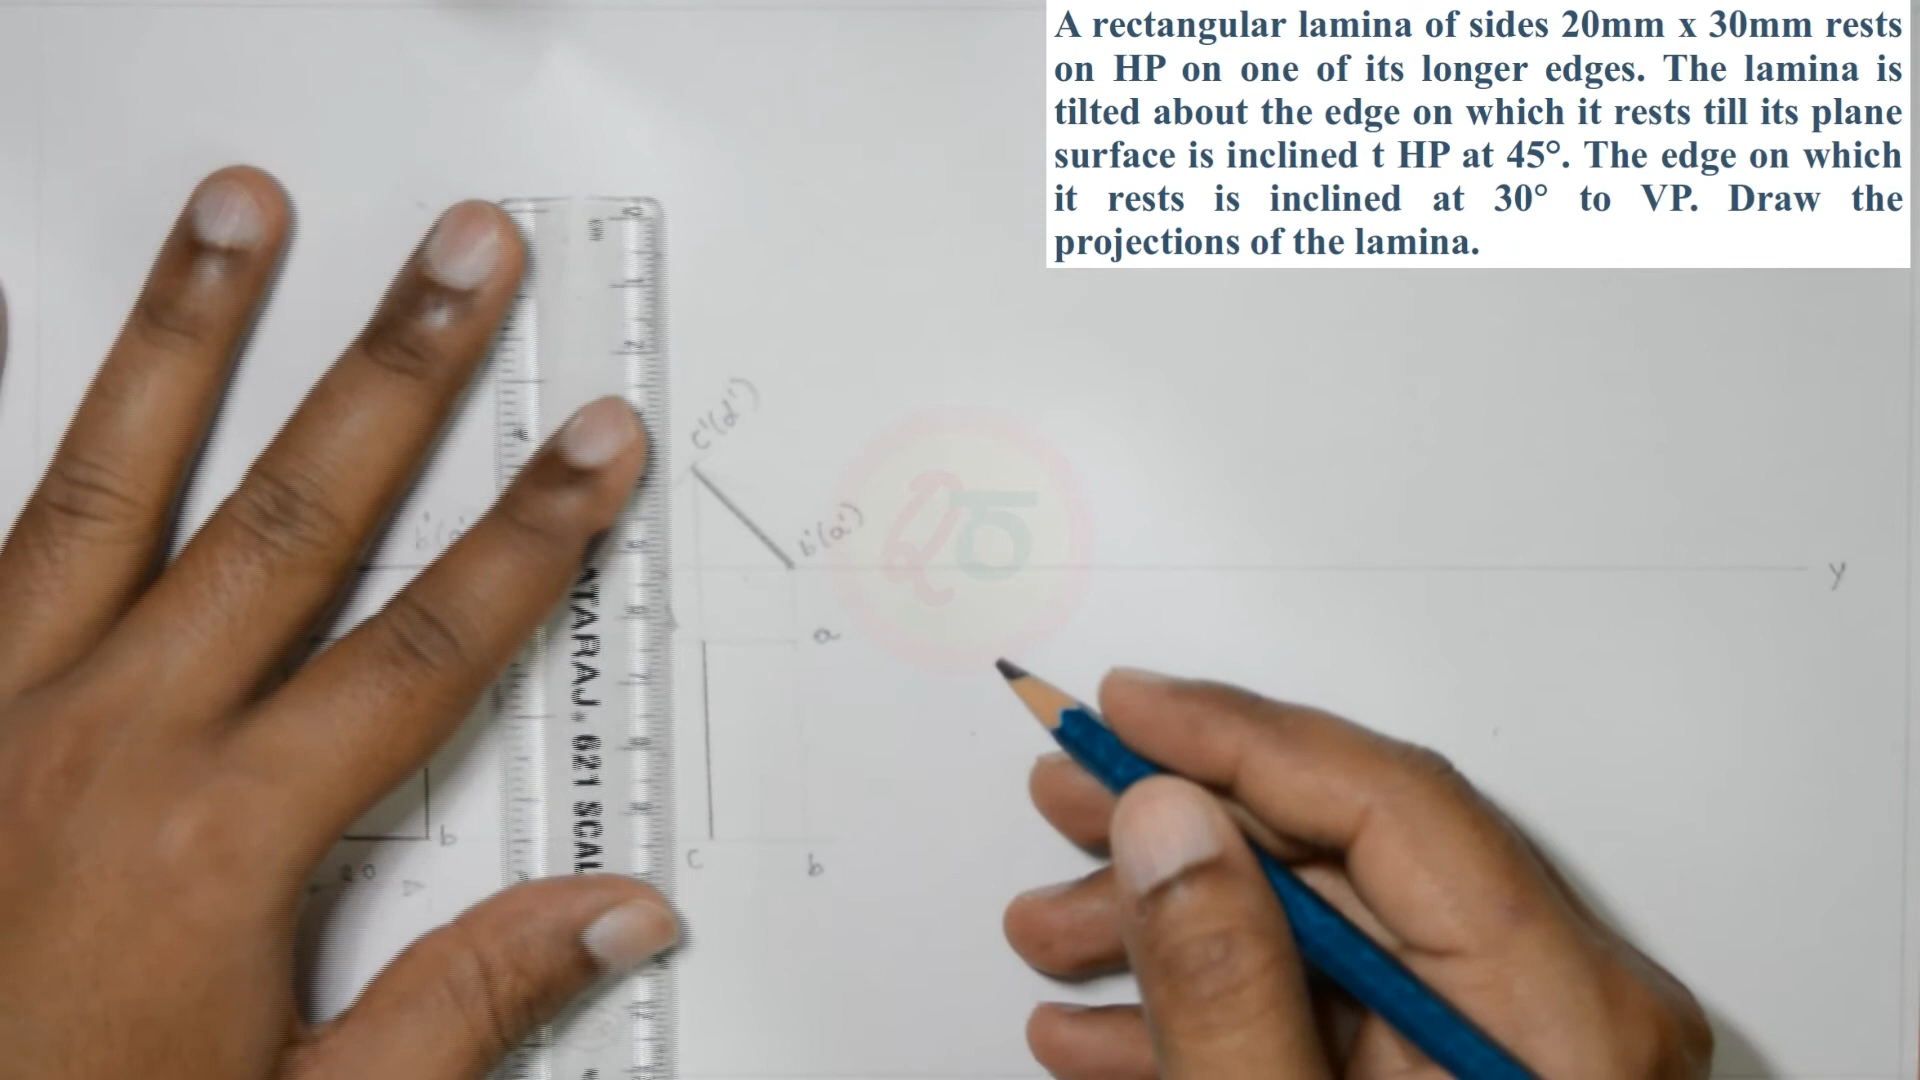 A rectangular lamina of sides 20mm x 30mm rests
on HP on one of its longer edges. The lamina is
tilted about the edge on which it rests till its plane
surface is inclined t HP at 45°. The edge on which
it rests is inclined at 30° to VP. Draw the
projections of the lamina.
c'(d')
b'(a'
b'(a')
y
a
ATARAJ. 621 SCAL
b
c
b
20